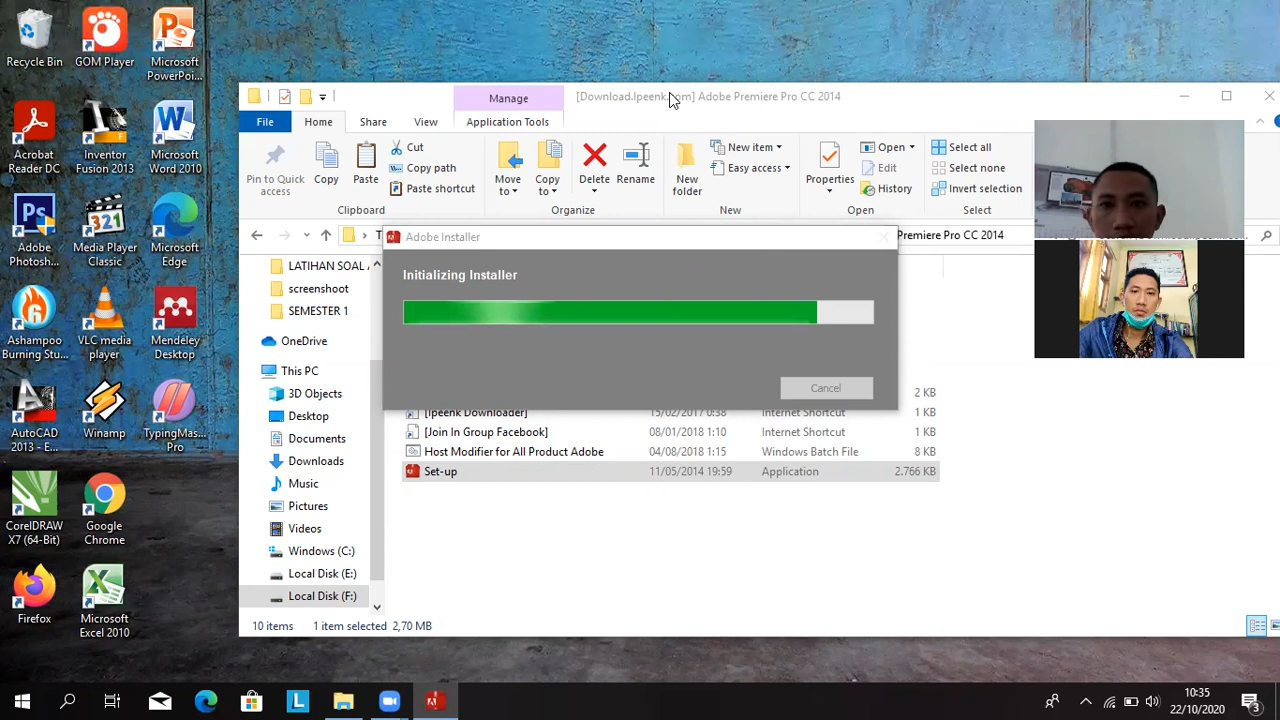 Recycle Bin
GOM Player
Microsoft
PowerPoi...
Acrobat
Reader DC
Inventor
Fusion 2013
Microsoft
Word 2010
Adobe
Photosh...
Media Player
Classic
Microsoft
Edge
Ashampoo
Burning Stu...
VLC media
player
Mendeley
Desktop
AutoCAD
2013 - E...
Winamp
TypingMas...
Pro
CorelDRAW
X7 (64-Bit)
Google
Chrome
Firefox
Microsoft
Excel 2010
Manage
[Download.Ipeenk.com] Adobe Premiere Pro CC 2014
File Home Share View Application Tools
Pin to Quick
access
Copy
Paste
Cut
Copy path
Paste shortcut
Clipboard
Move
to
Copy
to
Delete
Rename
Organize
New
folder
New item
Easy access
New
Properties
Open
Edit
History
Open
Select all
Select none
Invert selection
Select
Premiere Pro CC 2014
Adobe Installer
Initializing Installer
Cancel
LATIHAN SOAL
screenshoot
SEMESTER 1
OneDrive
This PC
3D Objects
Desktop
Documents
Downloads
Music
Pictures
Videos
Windows (C:)
Local Disk (E:)
Local Disk (F:)
2 KB
[Ipeenk Downloader] 15/02/2017 0:38 Internet Shortcut 1 KB
[Join In Group Facebook] 08/01/2018 1:10 Internet Shortcut 1 KB
Host Modifier for All Product Adobe 04/08/2018 1:15 Windows Batch File 8 KB
Set-up 11/05/2014 19:59 Application 2.766 KB
10 items 1 item selected 2,70 MB
10:35
22/10/2020
3